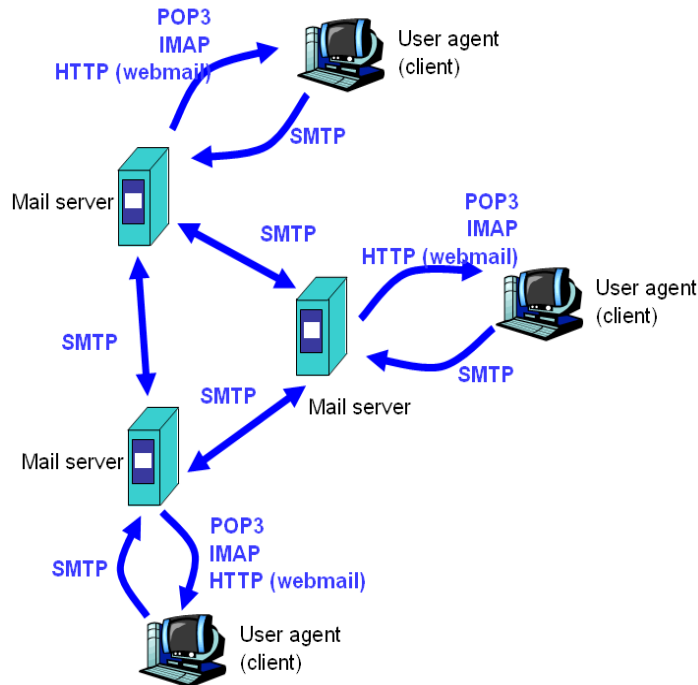 POP3
IMAP
HTTP (webmail)
User agent
(client)
SMTP
Mail server
SMTP
POP3
IMAP
HTTP (webmail)
User agent
(client)
SMTP
SMTP
SMTP
Mail server
Mail server
POP3
IMAP
HTTP (webmail)
SMTP
User agent
(client)